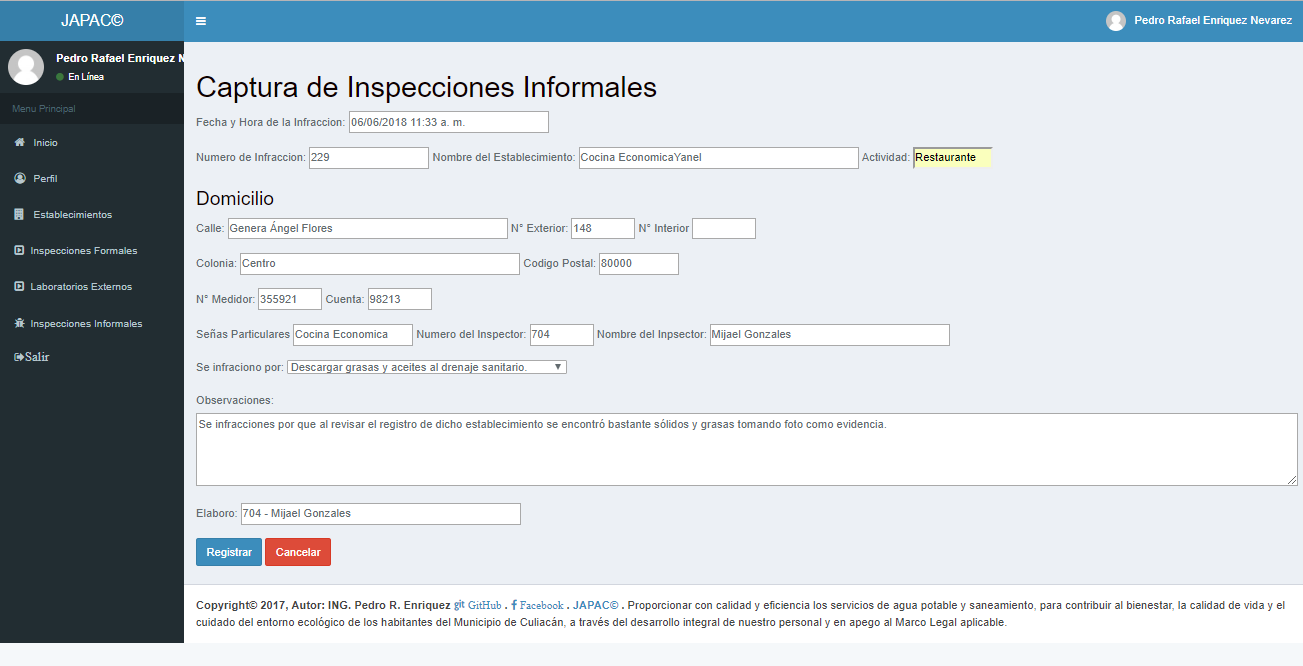 JAPAC©
Pedro Rafael Enriquez Nevarez
Pedro Rafael Enriquez N
En Línea
Menu Principal
Inicio
Perfil
Establecimientos
Inspecciones Formales
Laboratorios Externos
Inspecciones Informales
Salir
Captura de Inspecciones Informales
Fecha y Hora de la Infraccion: 06/06/2018 11:33 a. m.
Numero de Infraccion: 229 Nombre del Establecimiento: Cocina EconomicaYanel Actividad: Restaurante
Domicilio
Calle: Genera Ángel Flores N° Exterior: 148 N° Interior
Colonia: Centro Codigo Postal: 80000
N° Medidor: 355921 Cuenta: 98213
Señas Particulares Cocina Economica Numero del Inspector: 704 Nombre del Inpsector: Mijael Gonzales
Se infraciono por: Descargar grasas y aceites al drenaje sanitario.
Observaciones:
Se infracciones por que al revisar el registro de dicho establecimiento se encontró bastante sólidos y grasas tomando foto como evidencia.
Elaboro: 704 - Mijael Gonzales
Registrar Cancelar
Copyright© 2017, Autor: ING. Pedro R. Enriquez git GitHub . f Facebook . JAPAC© . Proporcionar con calidad y eficiencia los servicios de agua potable y saneamiento, para contribuir al bienestar, la calidad de vida y el
cuidado del entorno ecológico de los habitantes del Municipio de Culiacán, a través del desarrollo integral de nuestro personal y en apego al Marco Legal aplicable.